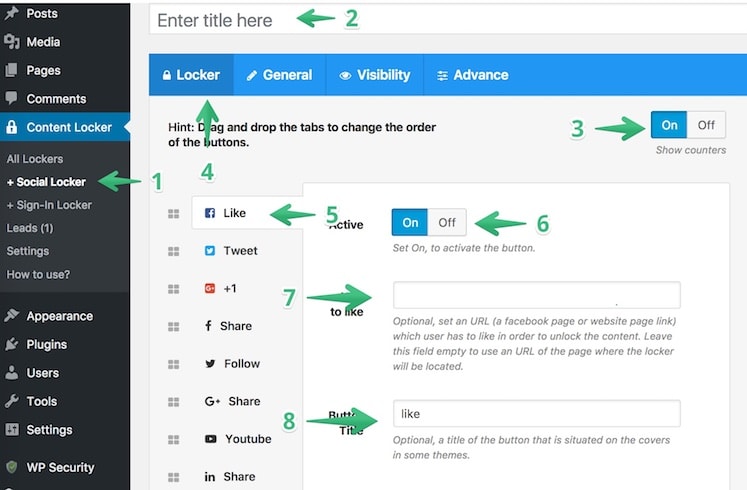 Posts
Media
Pages
Comments
Content Locker
All Lockers
+ Social Locker
+ Sign-In Locker
Leads (1)
Settings
How to use?
Appearance
Plugins
Users
Tools
Settings
WP Security
1
Enter title here
2
Locker
General
Visibility
Advance
Hint: Drag and drop the tabs to change the order
of the buttons.
3
On
Off
Show counters
4
Like
5
Tweet
+1
Share
Follow
G+ Share
Youtube
in Share
Active
On
Off
6
Set On, to activate the button.
7
to like
Optional, set an URL (a facebook page or website page link)
which user has to like in order to unlock the content. Leave
this field empty to use an URL of the page where the locker
will be located.
8
Title
like
Optional, a title of the button that is situated on the covers
in some themes.